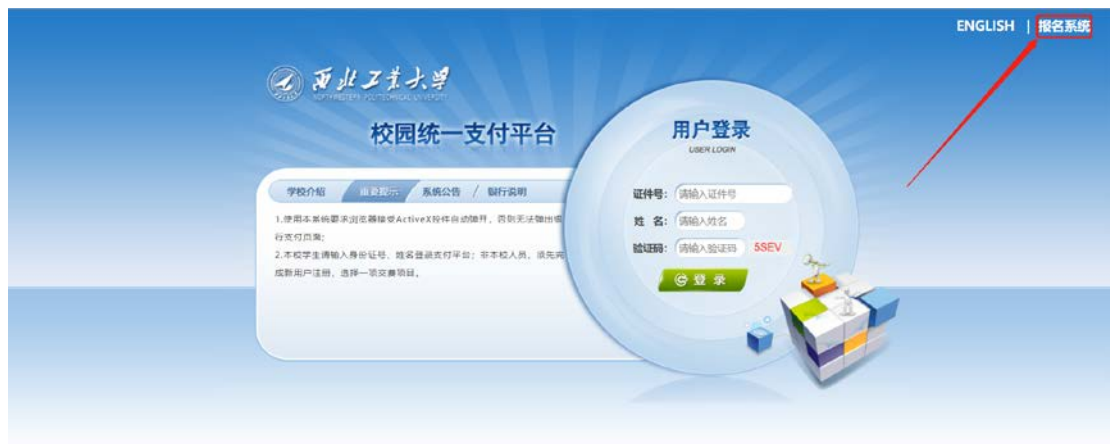 ENGLISH | 报名系统
西北工业大学
NORTHWESTERN POLYTECHNICAL UNIVERSITY
校园统一支付平台
用户登录
USER LOGIN
学校介绍 重要提示 系统公告 / 银行说明
证件号: 请输入证件号
姓 名: 请输入姓名
验证码: 请输入验证码 5SEV
登 录
1.使用本系统要求浏览器接受ActiveX控件自动弹开，否则无法弹出银
行支付页面;
2.本校学生请输入身份证号、姓名登录支付平台; 非本校人员，须先完
成新用户注册，选择一项交费项目。